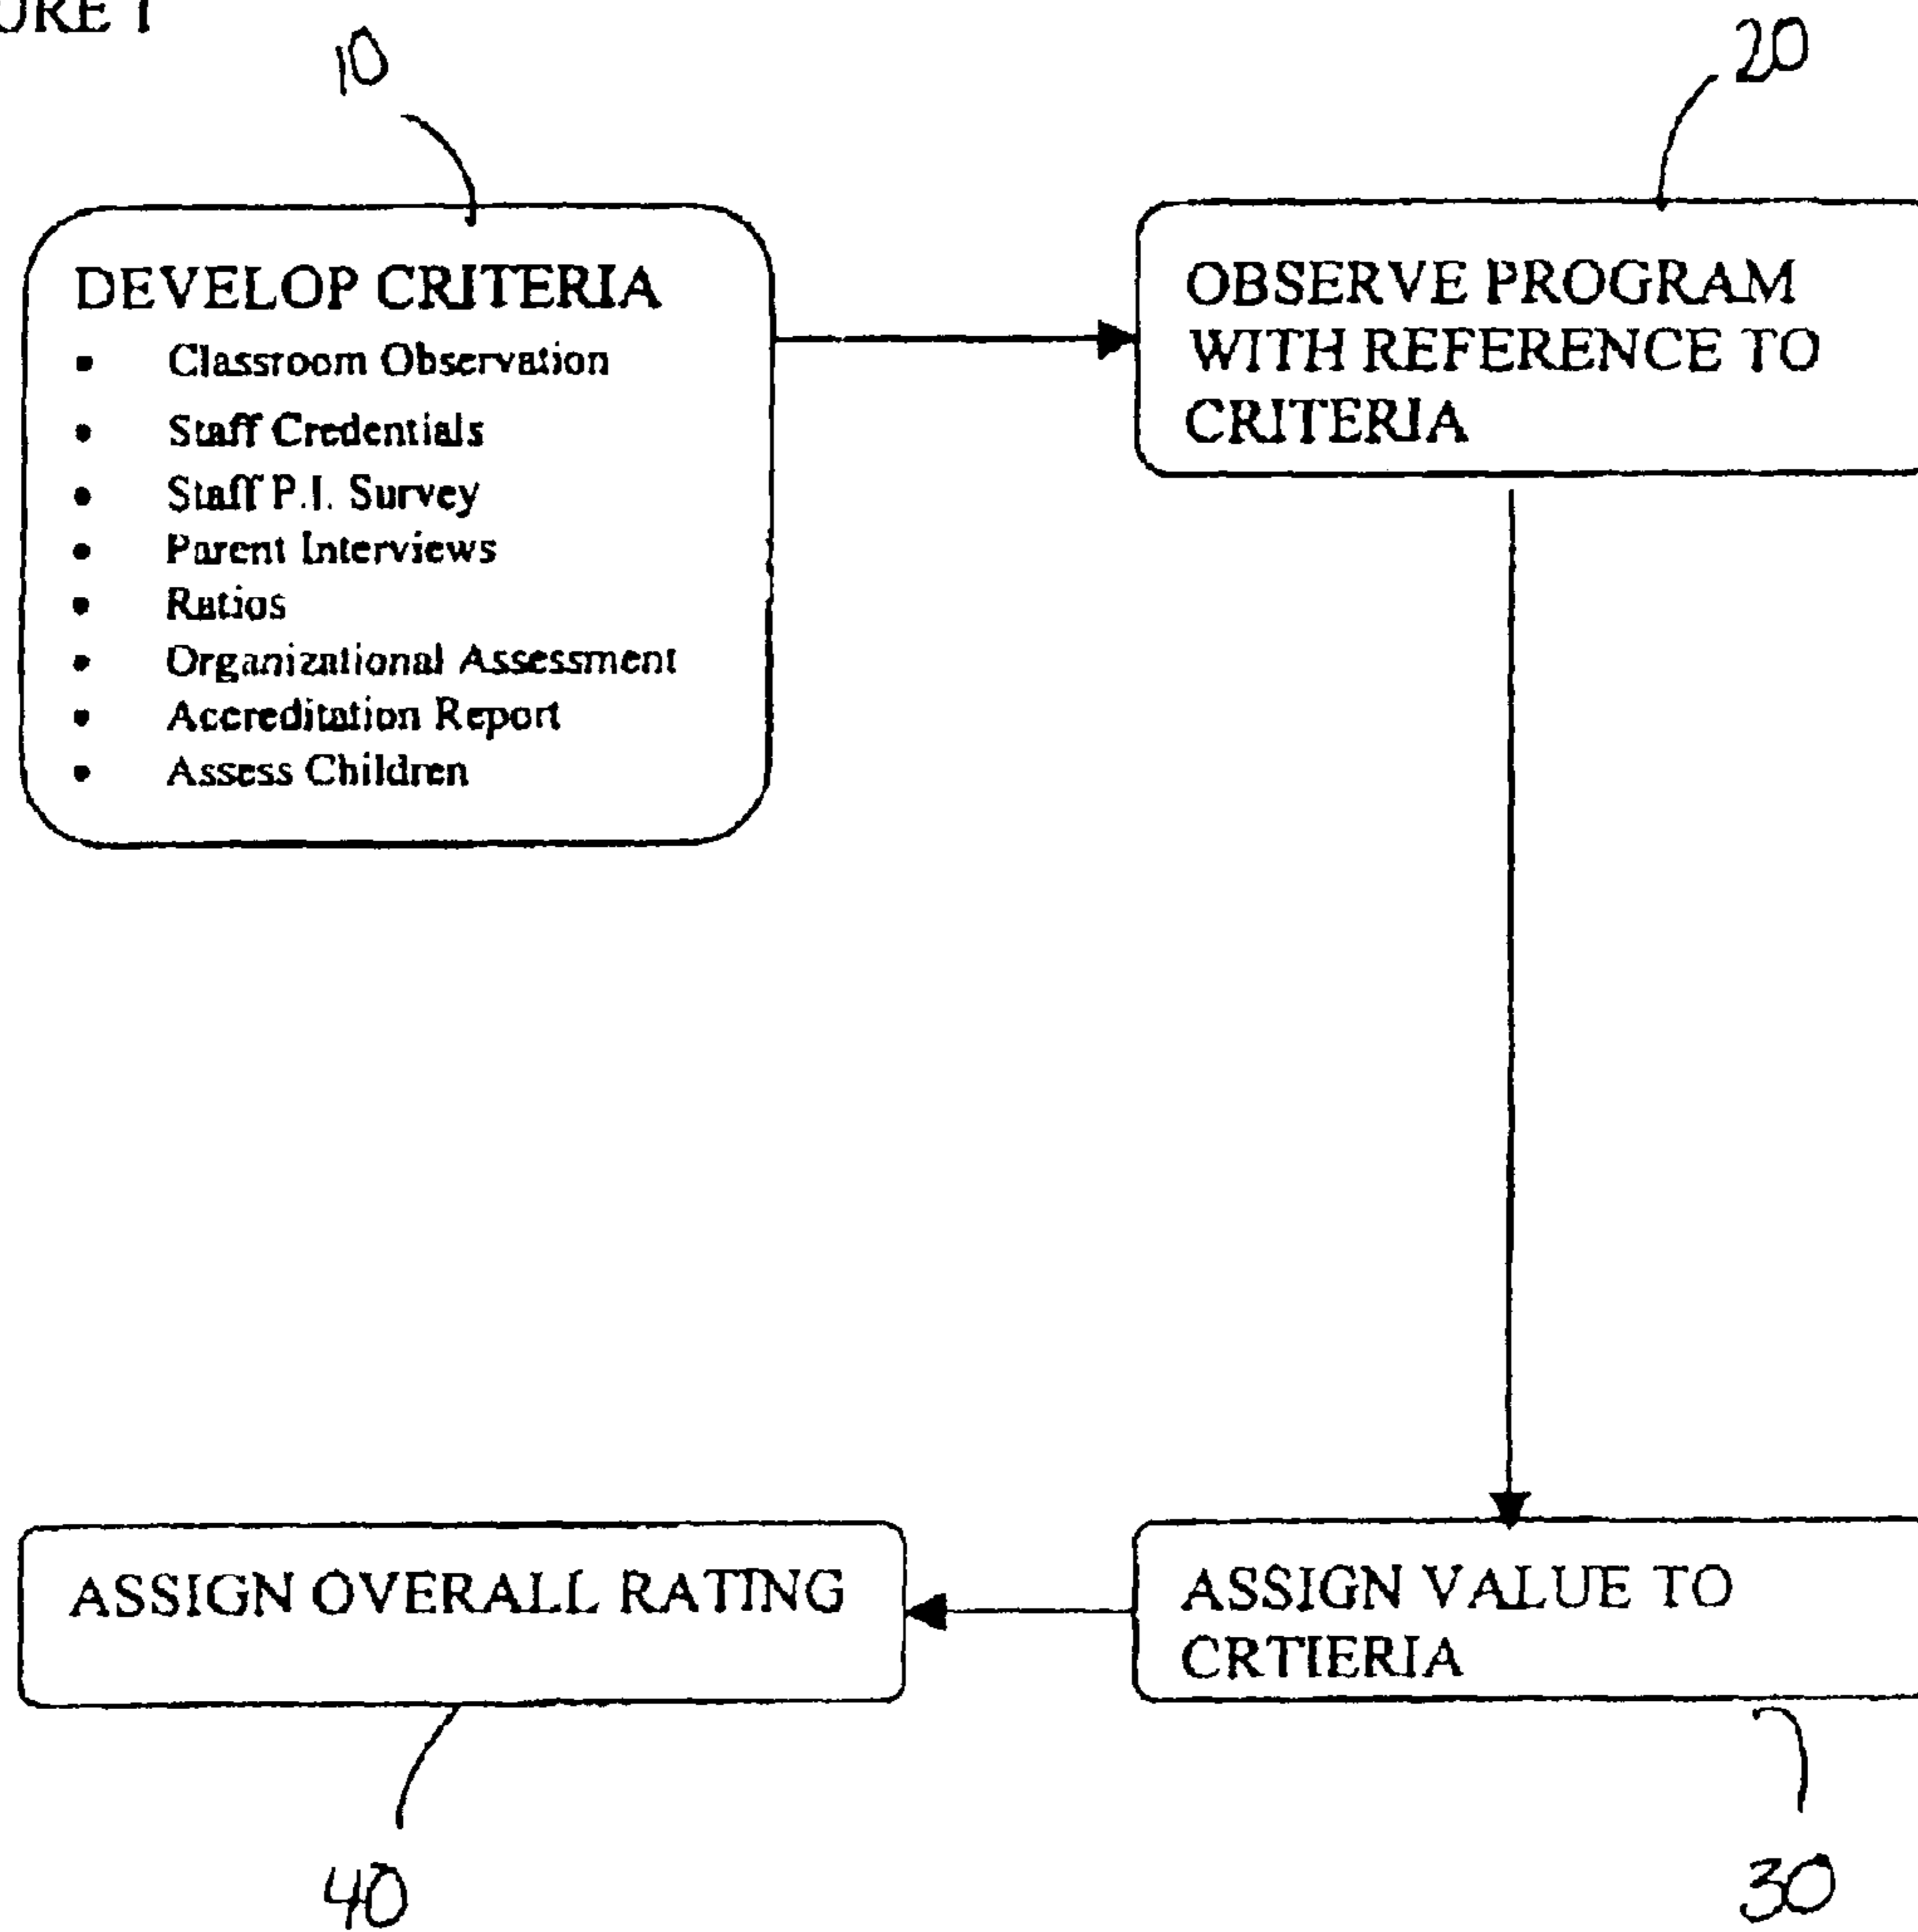 URE 1
10
20
DEVELOP CRITERIA
• Classroom Observation
• Staff Credentials
• Staff P.I. Survey
• Parent Interviews
• Ratios
• Organizational Assessment
• Accreditation Report
• Assess Children
OBSERVE PROGRAM
WITH REFERENCE TO
CRITERIA
ASSIGN OVERALL RATING
ASSIGN VALUE TO
CRTIERIA
40
30